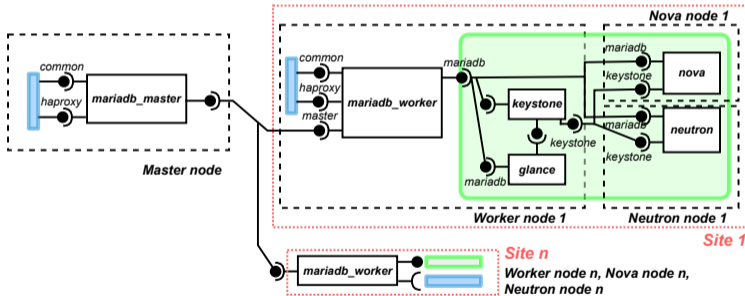 Nova node 1
common
haproxy
mariadb_master
Master node
common
haproxy
master
mariadb_worker
mariadb
keystone
glance
mariadb
keystone
mariadb
keystone
nova
mariadb
keystone
neutron
Worker node 1
Neutron node 1
Site 1
Site n
mariadb_worker
Worker node n, Nova node n,
Neutron node n